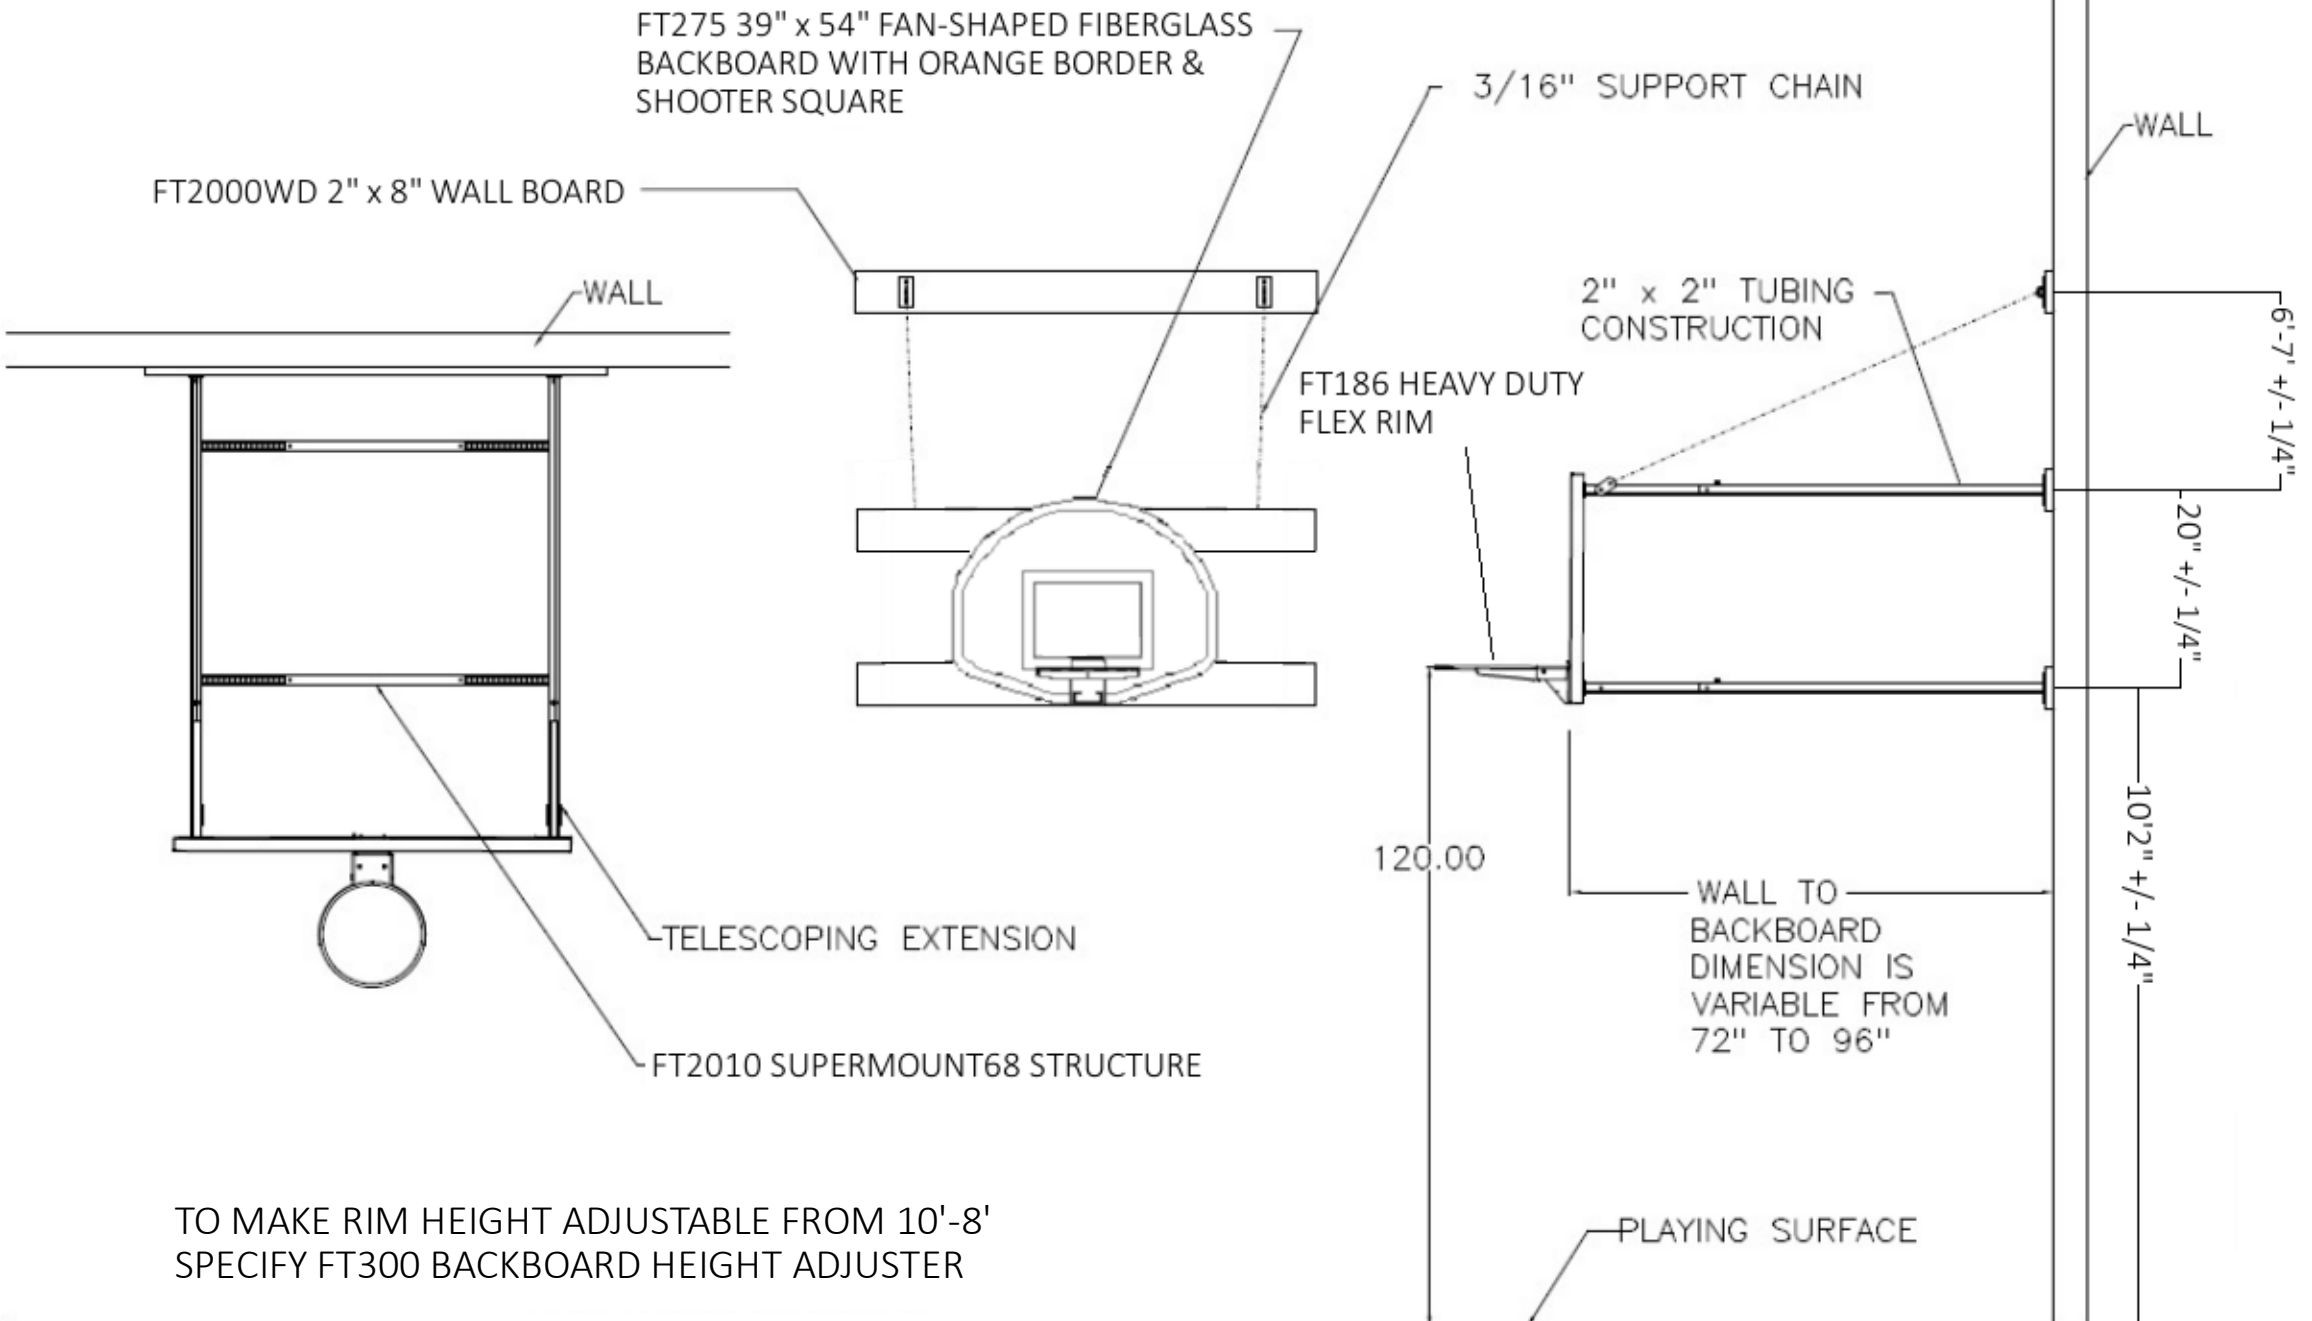 FT275 39" x 54" FAN-SHAPED FIBERGLASS
BACKBOARD WITH ORANGE BORDER &
SHOOTER SQUARE
3/16" SUPPORT CHAIN
WALL
FT2000WD 2" x 8" WALL BOARD
WALL
2" x 2" TUBING
CONSTRUCTION
6'-7' +/- 1/4"
FT186 HEAVY DUTY
FLEX RIM
20" +/- 1/4"
10'2" +/- 1/4"
120.00
WALL TO
BACKBOARD
DIMENSION IS
VARIABLE FROM
72" TO 96"
TELESCOPING EXTENSION
FT2010 SUPERMOUNT68 STRUCTURE
TO MAKE RIM HEIGHT ADJUSTABLE FROM 10'-8'
SPECIFY FT300 BACKBOARD HEIGHT ADJUSTER
PLAYING SURFACE